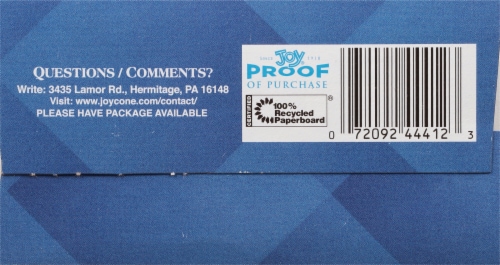 QUESTIONS / COMMENTS?
Write: 3435 Lamor Rd., Hermitage, PA 16148
Visit: www.joycone.com/contact/
PLEASE HAVE PACKAGE AVAILABLE
SINCE 1918
Joy®
PROOF
OF PURCHASE
CERTIFIED
100%
Recycled
Paperboard
®
0 72092 44412 3